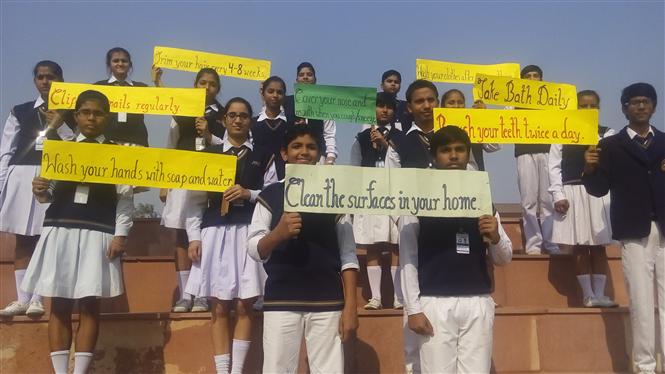 Trim your hair every 4-8 weeks
Take Bath Daily
Clip nails regularly.
Cover your nose and
Brush your teeth twice a day.
Wash your hands with soap and water
Clean the surfaces in your home.